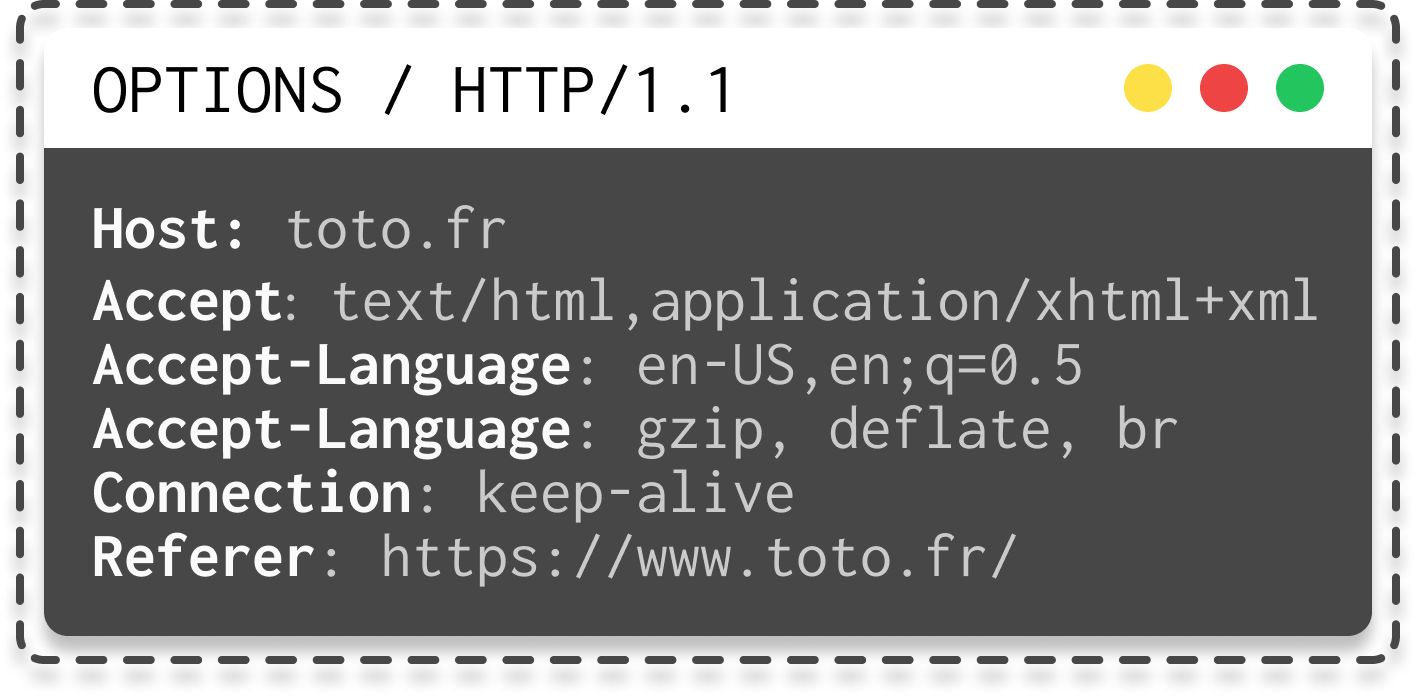 OPTIONS / HTTP/1.1
Host: toto.fr
Accept: text/html,application/xhtml+xml
Accept-Language: en-US,en;q=0.5
Accept-Language: gzip, deflate, br
Connection: keep-alive
Referer: https://www.toto.fr/